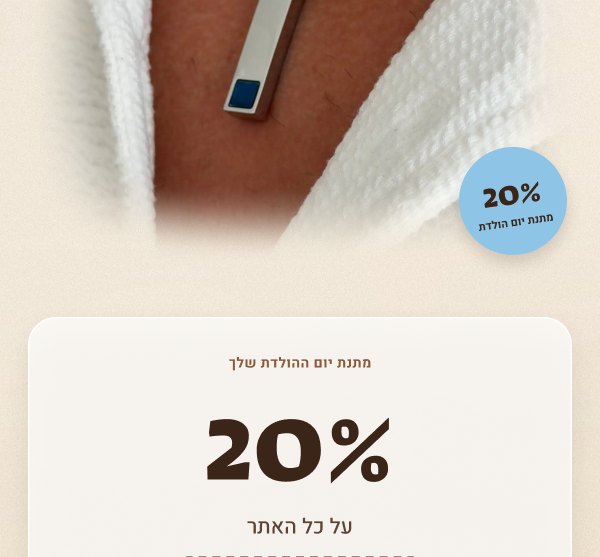 20%
מתנת יום הולדת
מתנת יום ההולדת שלך
20%
על כל האתר